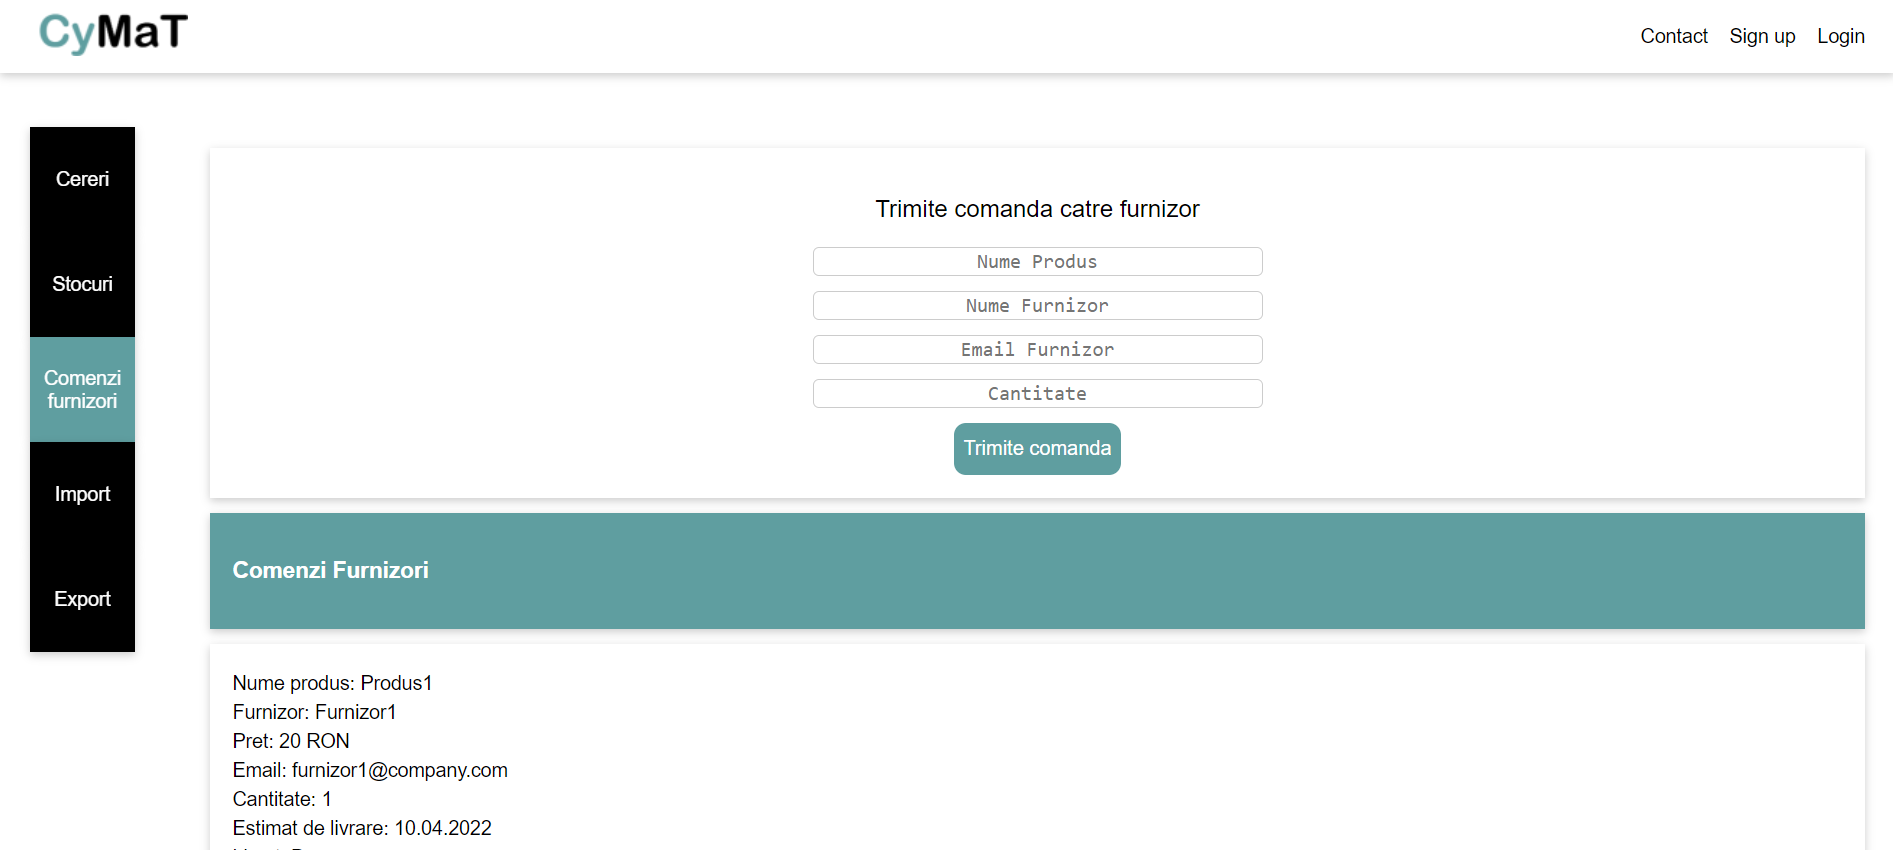 CyMaT
Contact Sign up Login
Cereri
Stocuri
Comenzi
furnizori
Import
Export
Trimite comanda catre furnizor
Nume Produs
Nume Furnizor
Email Furnizor
Cantitate
Trimite comanda
Comenzi Furnizori
Nume produs: Produs1
Furnizor: Furnizor1
Pret: 20 RON
Email: furnizor1@company.com
Cantitate: 1
Estimat de livrare: 10.04.2022